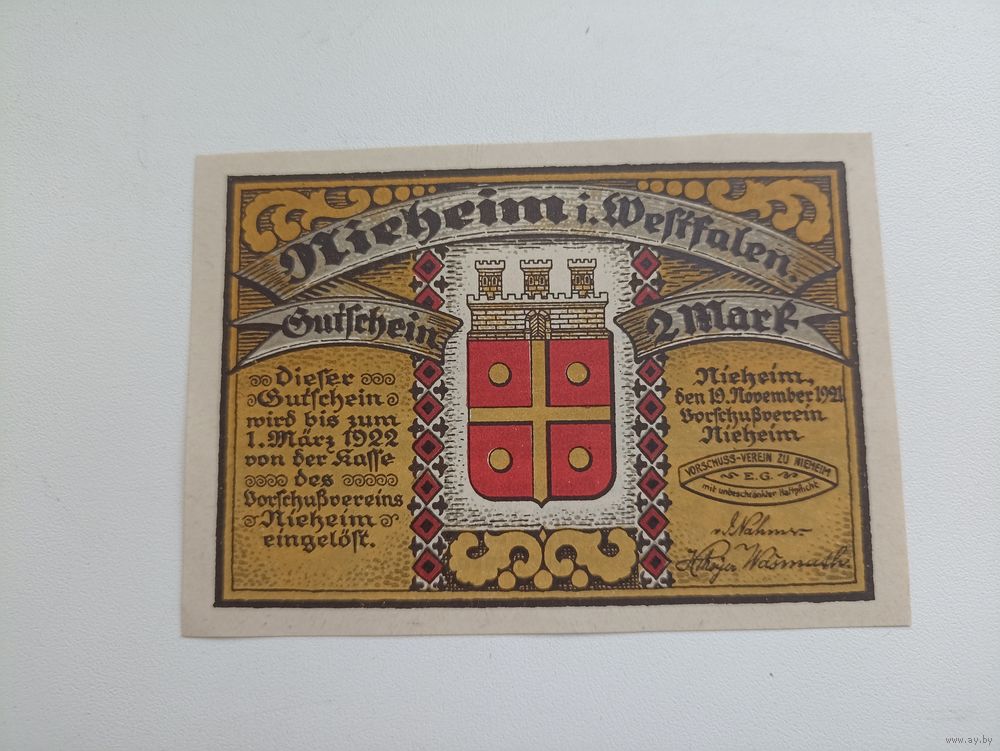 Nieheim i. Westfalen.
Gutschein
2 Mark
Dieser
Gutschein
wird bis zum
1. März 1922
von der Kasse
des
Vorschußvereins
Nieheim
eingelöst.
Nieheim,
den 19. November 1921
Vorschußverein
Nieheim
VORSCHUSS-VEREIN ZU NIEHEIM
E.G.
mit unbeschränkter Haftpflicht
Wasmuth
www.ay.by